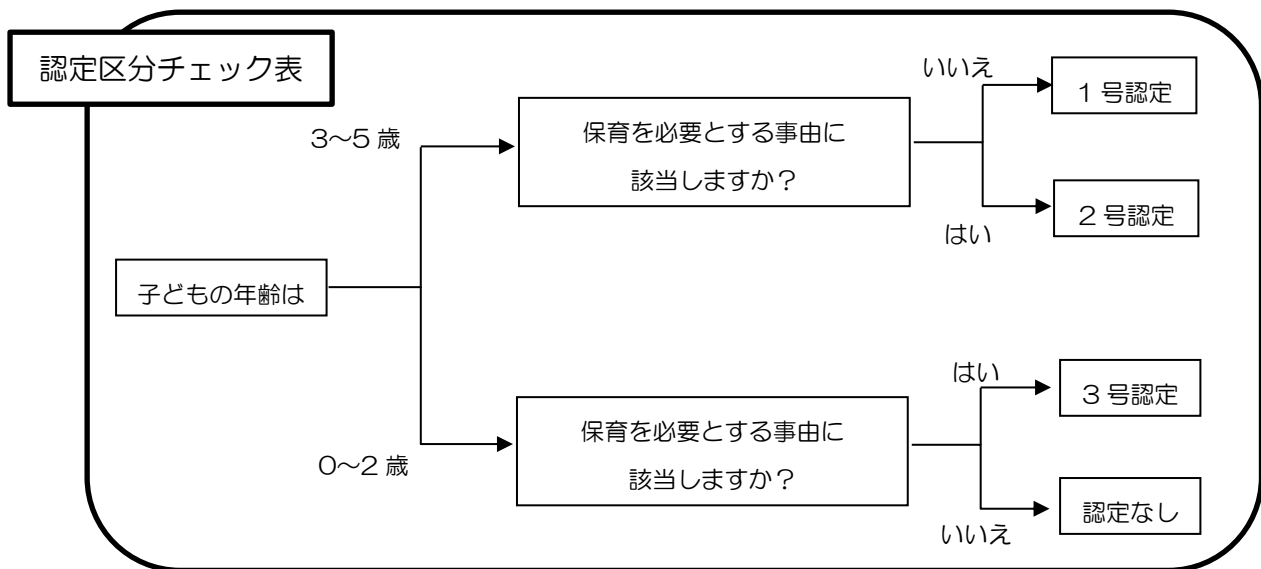 認定区分チェック表
いいえ
1号認定
3〜5歳
保育を必要とする事由に
該当しますか？
2号認定
はい
子どもの年齢は
はい
3号認定
保育を必要とする事由に
該当しますか？
0〜2歳
認定なし
いいえ